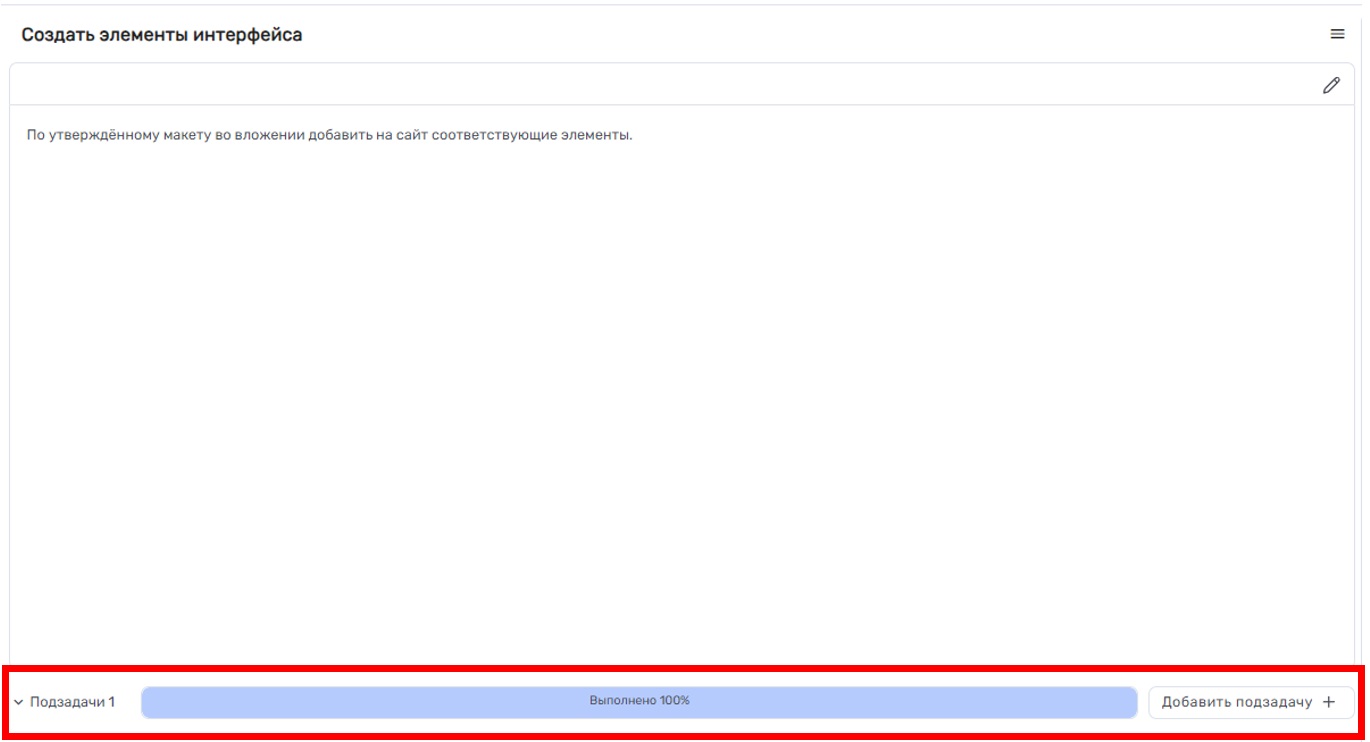 Создать элементы интерфейса
По утверждённому макету во вложении добавить на сайт соответствующие элементы.
Подзадачи 1
Выполнено 100%
Добавить подзадачу +